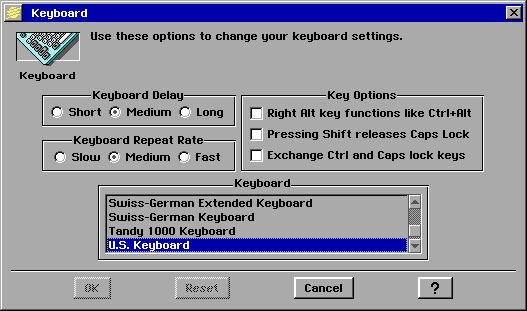 Keyboard
Use these options to change your keyboard settings.
Keyboard
Keyboard Delay
Short Medium Long
Keyboard Repeat Rate
Slow Medium Fast
Key Options
Right Alt key functions like Ctrl+Alt
Pressing Shift releases Caps Lock
Exchange Ctrl and Caps lock keys
Keyboard
Swiss-German Extended Keyboard
Swiss-German Keyboard
Tandy 1000 Keyboard
U.S. Keyboard
OK Reset Cancel ?